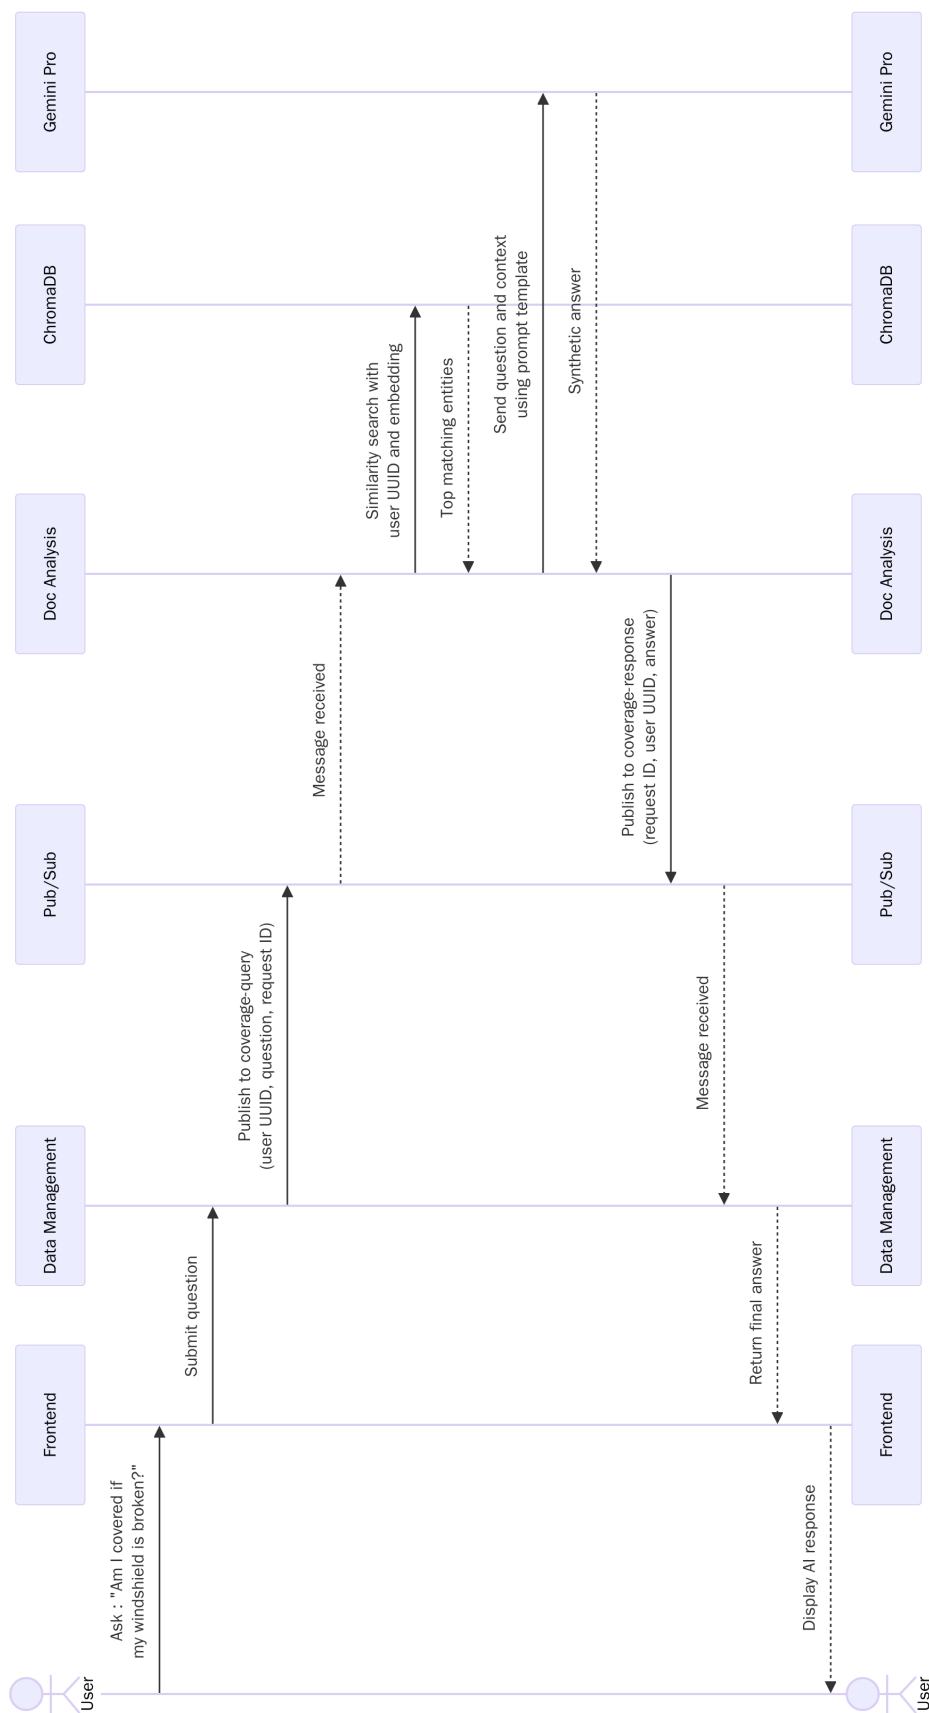 User
Frontend
Data Management
Pub/Sub
Doc Analysis
ChromaDB
Gemini Pro
Ask : "Am I covered if
my windshield is broken?"
Submit question
Publish to coverage-query
(user UUID, question, request ID)
Message received
Similarity search with
user UUID and embedding
Top matching entities
Send question and context
using prompt template
Synthetic answer
Publish to coverage-response
(request ID, user UUID, answer)
Message received
Return final answer
Display AI response
User
Frontend
Data Management
Pub/Sub
Doc Analysis
ChromaDB
Gemini Pro